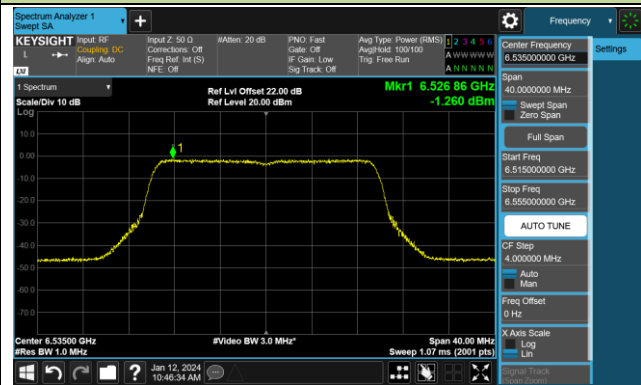 Spectrum Analyzer 1
Swept SA
+
Frequency
KEYSIGHT
L
LXI
Input: RF
Coupling: DC
Align: Auto
Input Z: 50 Ω
Corrections: Off
Freq Ref: Int (S)
NFE: Off
#Atten: 20 dB
PNO: Fast
Gate: Off
IF Gain: Low
Sig Track: Off
Avg Type: Power (RMS)
Avg|Hold: 100/100
Trig: Free Run
1 2 3 4 5 6
A W W W W W
A N N N N N
1 Spectrum
Scale/Div 10 dB
Log
Ref Lvl Offset 22.00 dB
Ref Level 20.00 dBm
Mkr1 6.526 86 GHz
-1.260 dBm
10.0
0.00
-10.0
-20.0
-30.0
-40.0
-50.0
-60.0
-70.0
1
Center 6.53500 GHz
#Res BW 1.0 MHz
#Video BW 3.0 MHz*
Span 40.00 MHz
Sweep 1.07 ms (2001 pts)
Jan 12, 2024
10:46:34 AM
Center Frequency
6.535000000 GHz
Settings
Span
40.0000000 MHz
Swept Span
Zero Span
Full Span
Start Freq
6.515000000 GHz
Stop Freq
6.555000000 GHz
AUTO TUNE
CF Step
4.000000 MHz
Auto
Man
Freq Offset
0 Hz
X Axis Scale
Log
Lin
Signal Track
(Span Zoom)